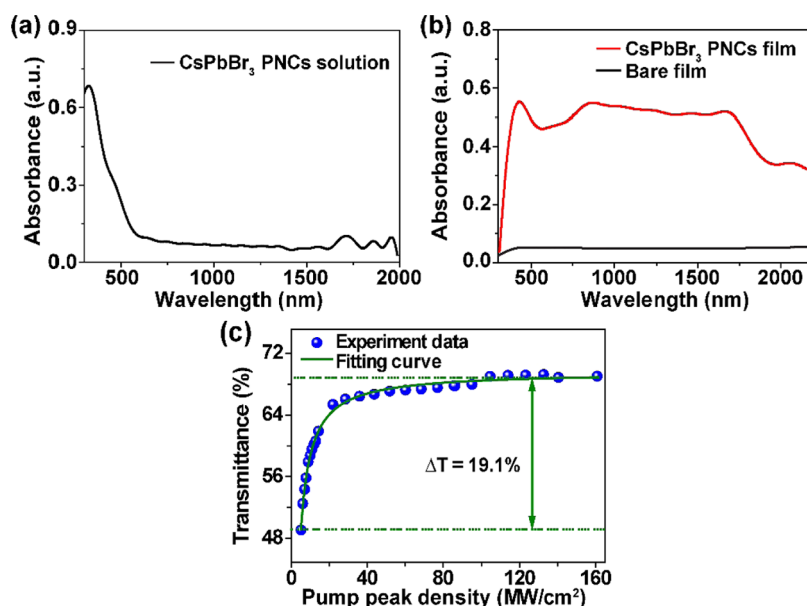 (a)
CsPbBr3 PNCs solution
Absorbance (a.u.)
0.9
0.6
0.3
0.0
500
1000
1500
2000
Wavelength (nm)
(b)
CsPbBr3 PNCs film
Bare film
Absorbance (a.u.)
0.8
0.6
0.4
0.2
0.0
500
1000
1500
2000
Wavelength (nm)
(c)
Experiment data
Fitting curve
Transmittance (%)
72
64
56
48
ΔT = 19.1%
0
40
80
120
160
Pump peak density (MW/cm²)